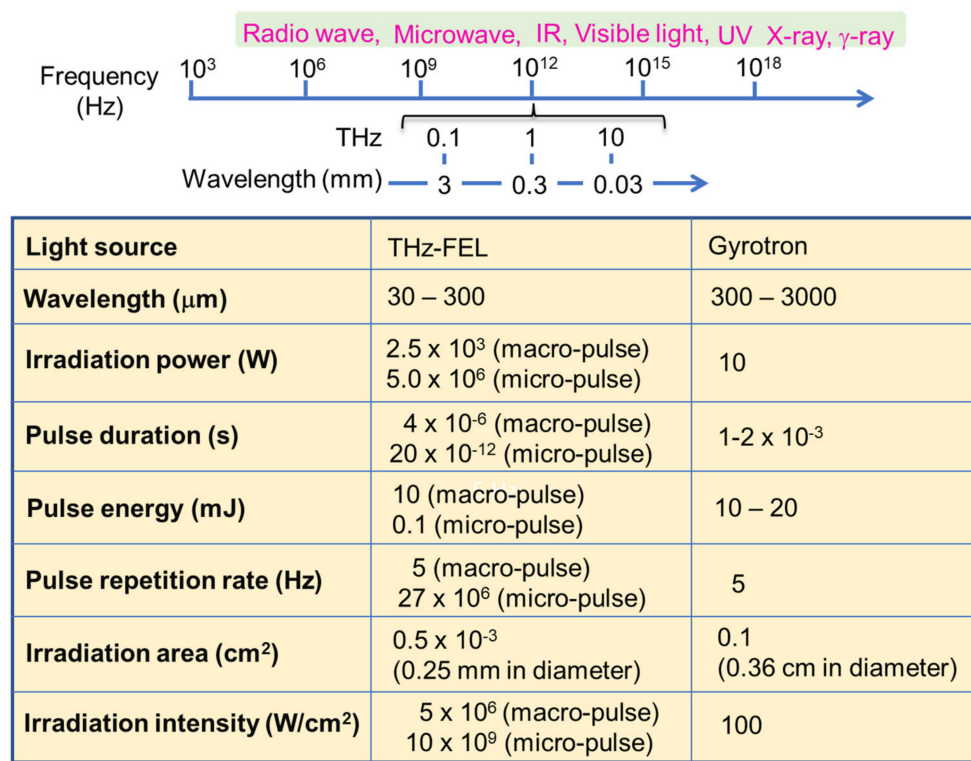 Radio wave, Microwave, IR, Visible light, UV X-ray, γ-ray
Frequency (Hz)
10³ 10⁶ 10⁹ 10¹² 10¹⁵ 10¹⁸
THz 0.1 1 10
Wavelength (mm) 3 0.3 0.03
Light source THz-FEL Gyrotron
Wavelength (μm) 30 – 300 300 – 3000
Irradiation power (W) 2.5 x 10³ (macro-pulse) 10
5.0 x 10⁶ (micro-pulse)
Pulse duration (s) 4 x 10⁻⁶ (macro-pulse) 1-2 x 10⁻³
20 x 10⁻¹² (micro-pulse)
Pulse energy (mJ) 10 (macro-pulse) 10 – 20
0.1 (micro-pulse)
Pulse repetition rate (Hz) 5 (macro-pulse) 5
27 x 10⁶ (micro-pulse)
Irradiation area (cm²) 0.5 x 10⁻³ 0.1
(0.25 mm in diameter) (0.36 cm in diameter)
Irradiation intensity (W/cm²) 5 x 10⁶ (macro-pulse) 100
10 x 10⁹ (micro-pulse)